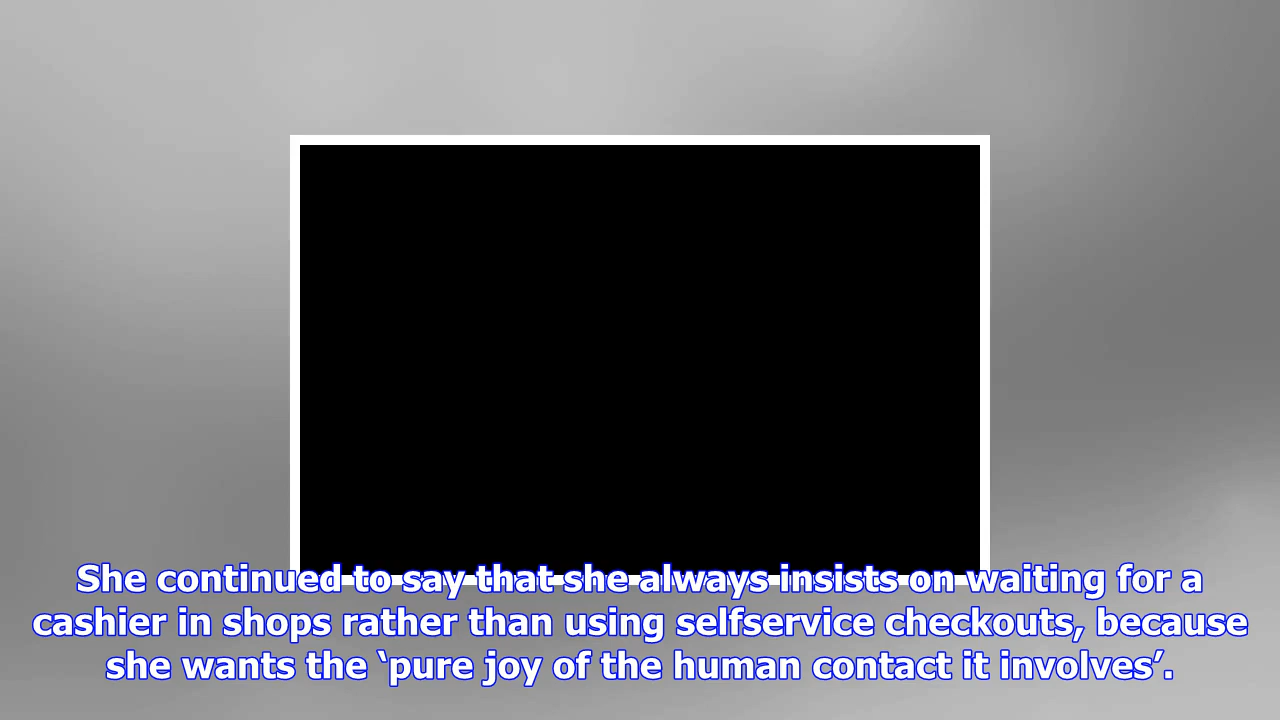 She continued to say that she always insists on waiting for a
cashier in shops rather than using selfservice checkouts, because
she wants the ‘pure joy of the human contact it involves’.